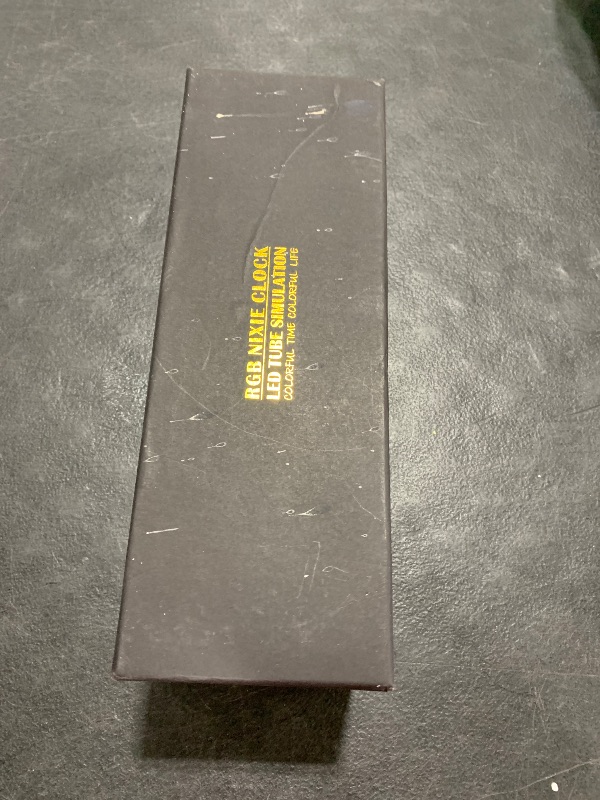 RGB NIXIE CLOCK
LED TUBE SIMULATION
COLORFUL TIME COLORFUL LIFE